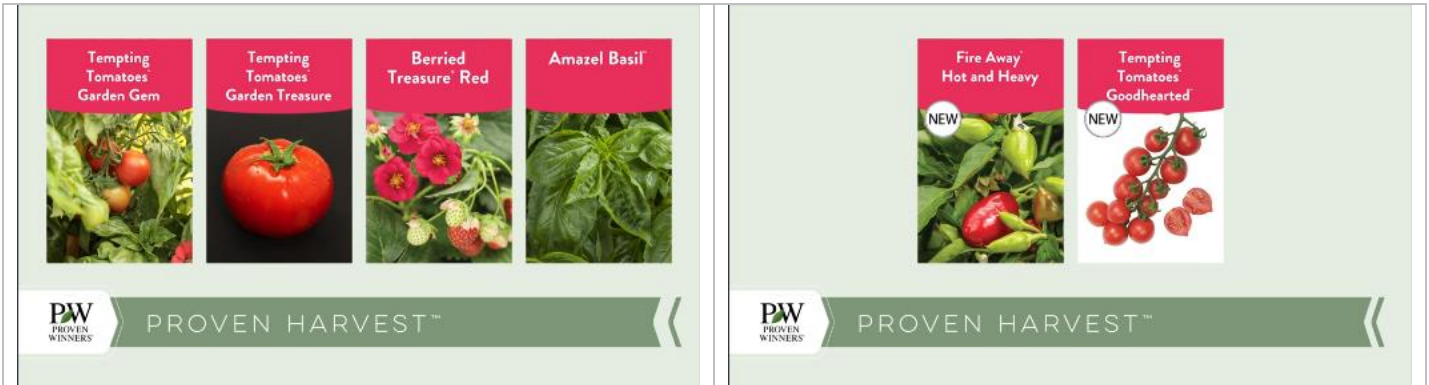 Tempting
Tomatoes®
Garden Gem
Tempting
Tomatoes®
Garden Treasure
Berried
Treasure® Red
Amazel Basil®
PW
PROVEN
WINNERS®
PROVEN HARVEST™
Fire Away®
Hot and Heavy
NEW
Tempting
Tomatoes®
Goodhearted™
NEW
PW
PROVEN
WINNERS®
PROVEN HARVEST™